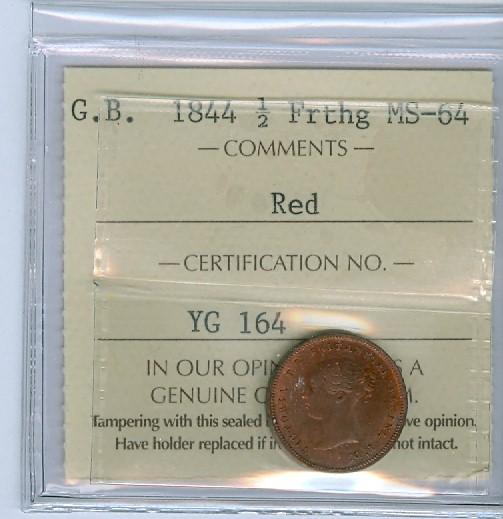 G.B. 1844 ½ Frthg MS-64
— COMMENTS —
Red
— CERTIFICATION NO. —
YG 164
IN OUR OPIN S A
GENUINE C M.
Tampering with this sealed ve opinion.
Have holder replaced if in not intact.